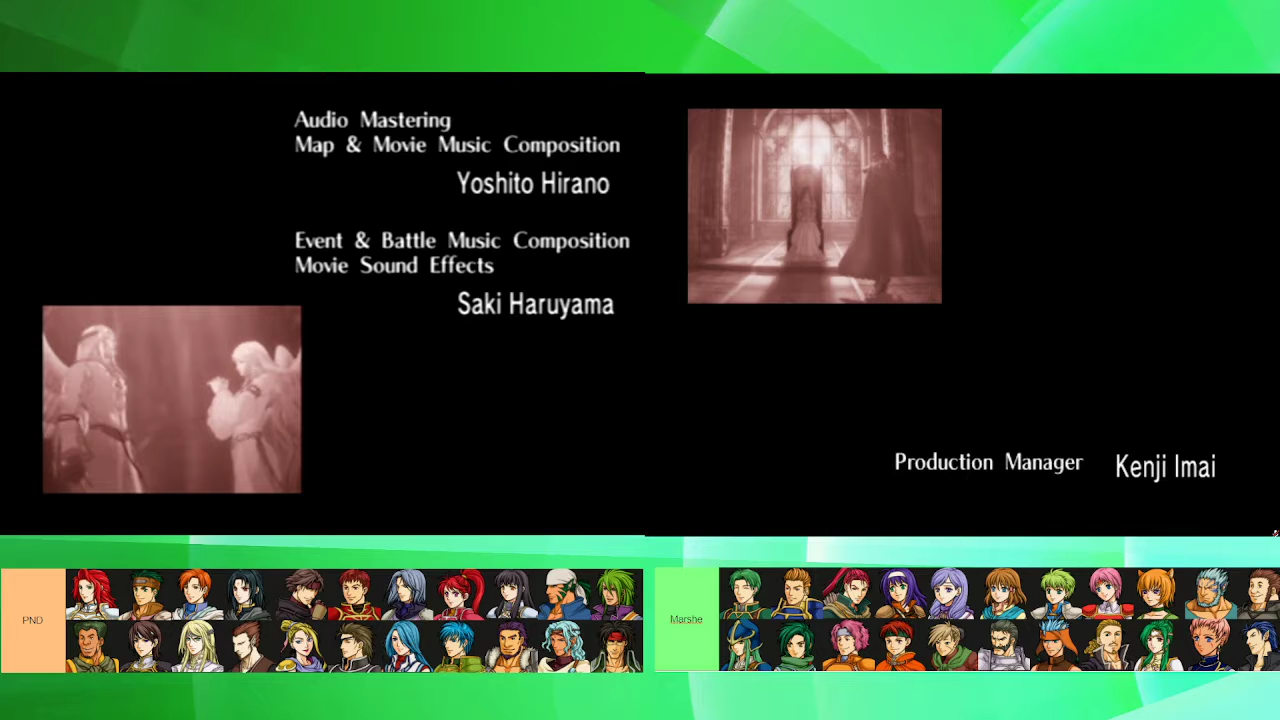 Audio Mastering
Map & Movie Music Composition
Yoshito Hirano
Event & Battle Music Composition
Movie Sound Effects
Saki Haruyama
Production Manager Kenji Imai
PND
Marshe